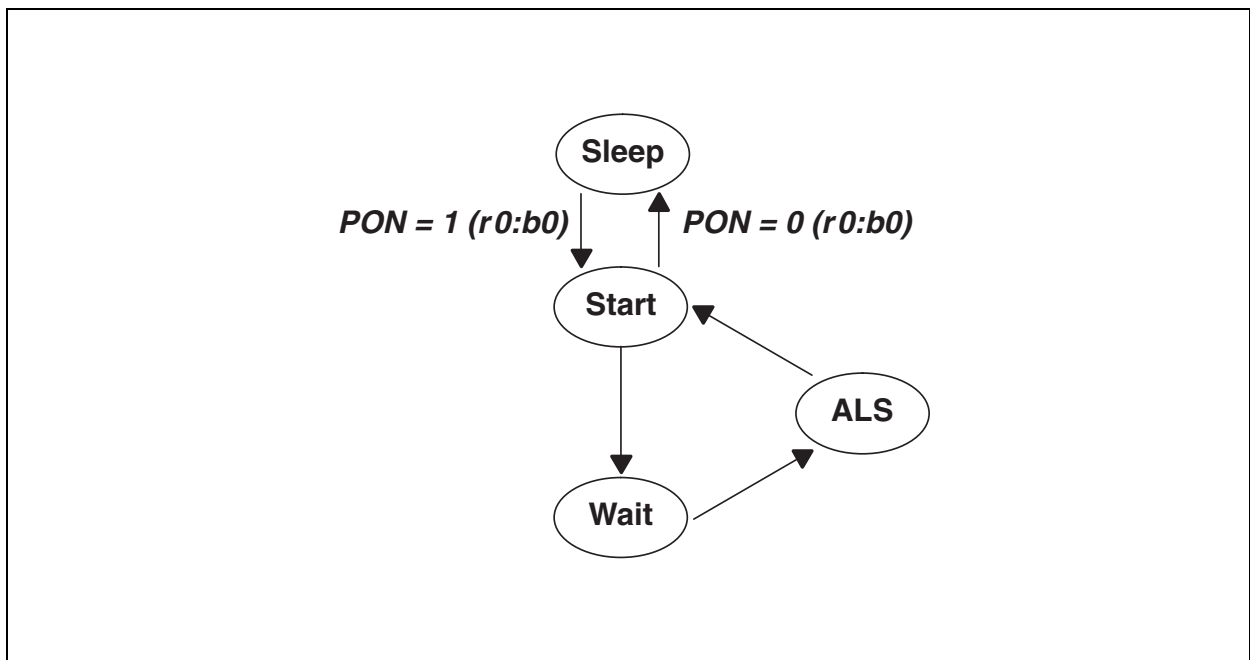 Sleep
PON = 1 (r0:b0)
PON = 0 (r0:b0)
Start
ALS
Wait